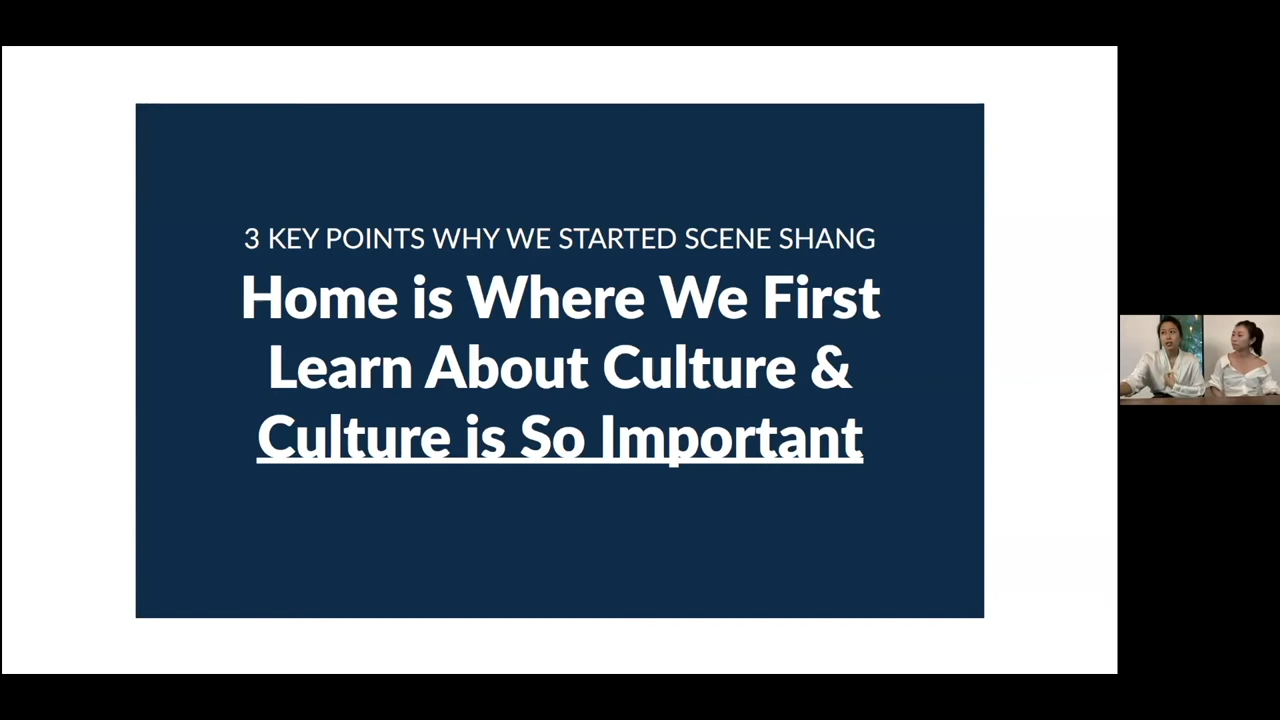 3 KEY POINTS WHY WE STARTED SCENE SHANG
Home is Where We First
Learn About Culture &
Culture is So Important